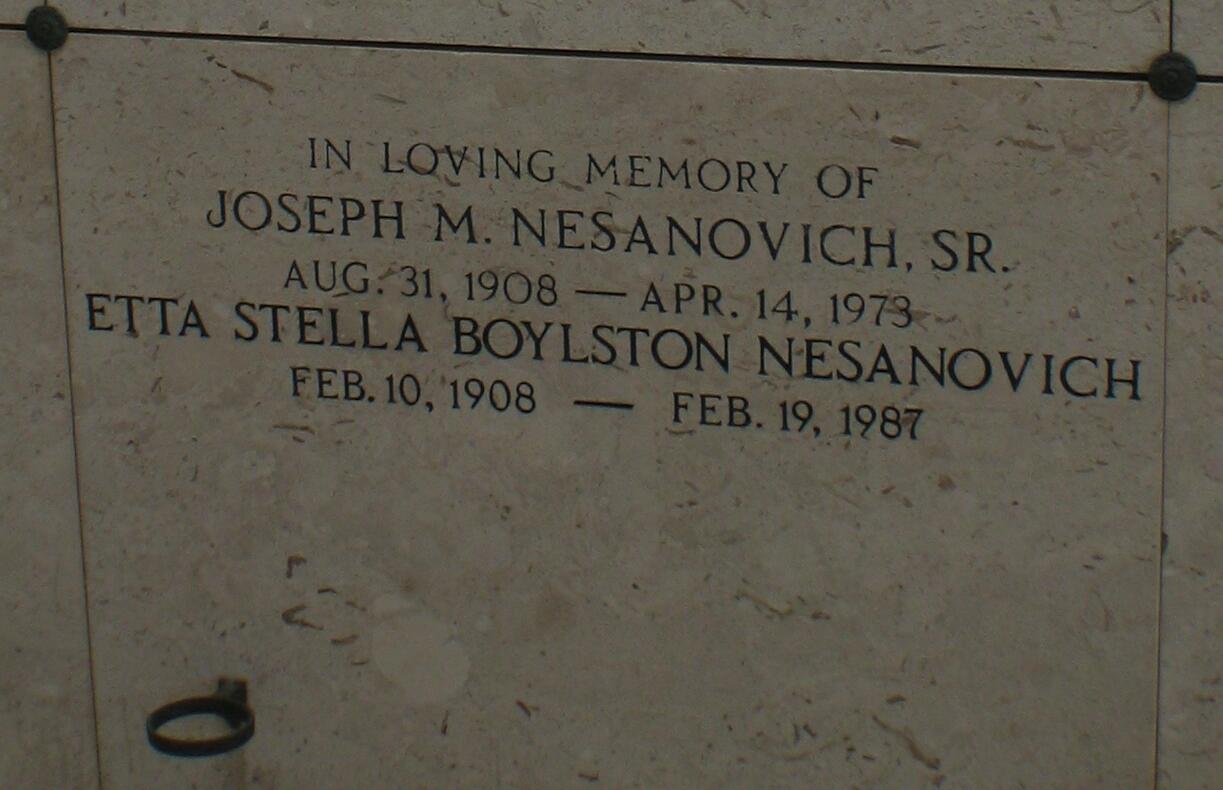 IN LOVING MEMORY OF
JOSEPH M. NESANOVICH, SR.
AUG. 31, 1908 — APR. 14, 1973
ETTA STELLA BOYLSTON NESANOVICH
FEB. 10, 1908 — FEB. 19, 1987